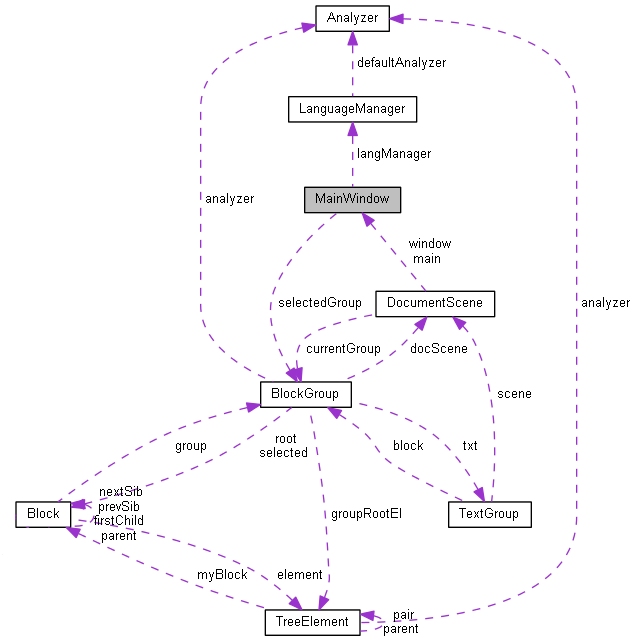 Analyzer
defaultAnalyzer
LanguageManager
langManager
analyzer
MainWindow
window
main
selectedGroup
DocumentScene
analyzer
currentGroup
docScene
BlockGroup
scene
group
root
selected
block
txt
nextSib
prevSib
firstChild
parent
Block
groupRootEl
TextGroup
myBlock
element
TreeElement
pair
parent